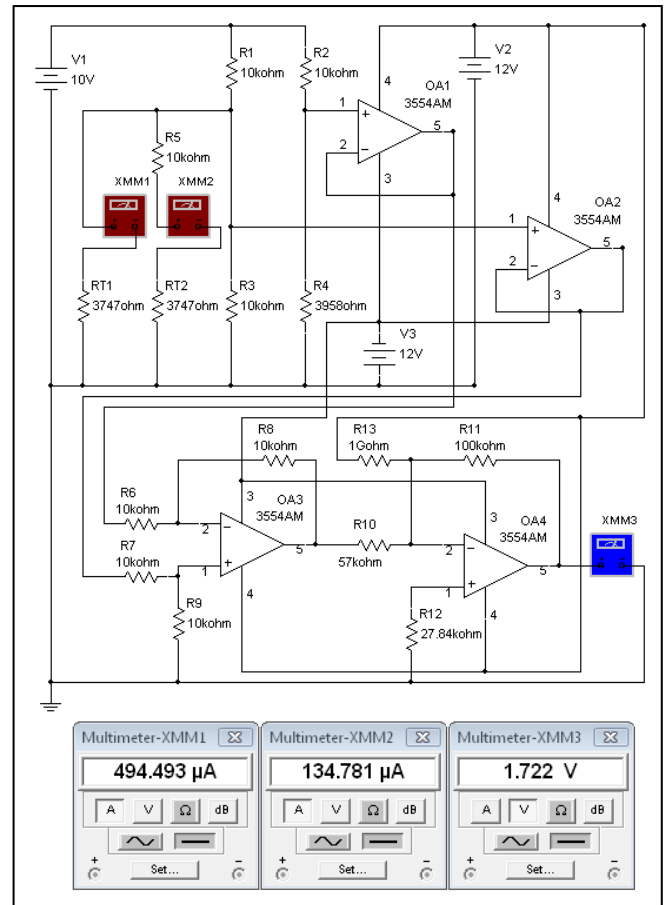 V1
10V
R1
10kohm
R2
10kohm
V2
12V
4
OA1
3554AM
1
+
5
2
−
3
R5
10kohm
XMM1
XMM2
OA2
3554AM
4
1
+
5
2
−
3
RT1
3747ohm
RT2
3747ohm
R3
10kohm
R4
3958ohm
V3
12V
R8
10kohm
R13
1Gohm
R11
100kohm
R6
10kohm
3
OA3
3554AM
2
−
5
1
+
4
R7
10kohm
R9
10kohm
R10
57kohm
3
OA4
3554AM
2
−
5
1
+
4
R12
27.84kohm
XMM3
Multimeter-XMM1
494.493 µA
A V Ω dB
+ Set... −
Multimeter-XMM2
134.781 µA
A V Ω dB
+ Set... −
Multimeter-XMM3
1.722 V
A V Ω dB
+ Set... −